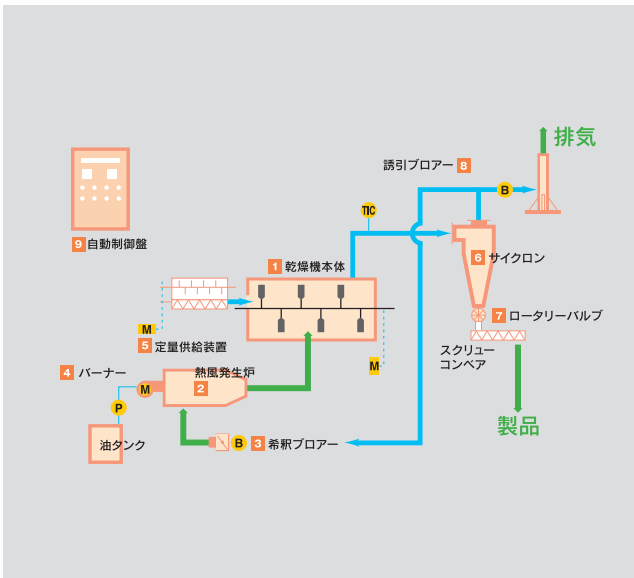 排気
誘引ブロアー 8
B
TIC
9 自動制御盤
6 サイクロン
1 乾燥機本体
7 ロータリーバルブ
M
5 定量供給装置
スクリュー
コンベア
M
4 バーナー
熱風発生炉
2
M
P
製品
油タンク
B
3 希釈ブロアー